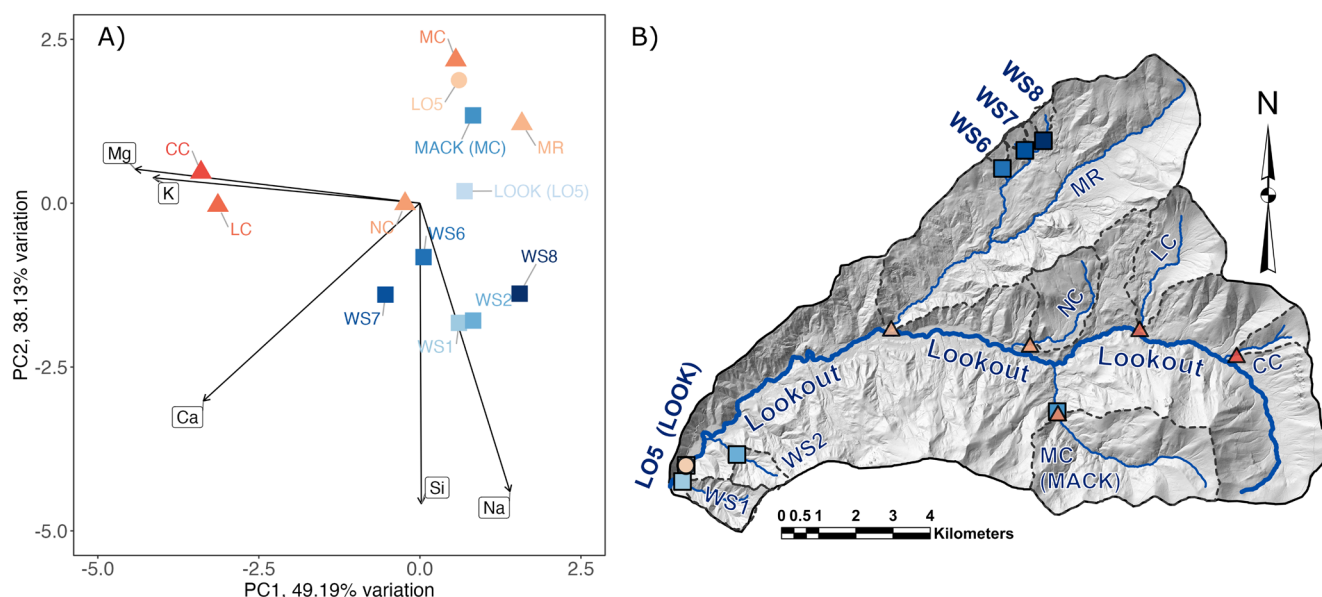 A)
2.5
0.0
-2.5
-5.0
PC2, 38.13% variation
MC
LO5
MACK (MC)
MR
LOOK (LO5)
CC
Mg
K
LC
NC
WS6
WS8
WS7
WS2
WS1
Ca
Si
Na
-5.0
-2.5
0.0
2.5
PC1, 49.19% variation
B)
WS8
WS7
WS6
N
MR
LC
NC
Lookout
Lookout
Lookout
CC
LO5 (LOOK)
WS2
WS1
MC
(MACK)
0 0.5 1 2 3 4
Kilometers